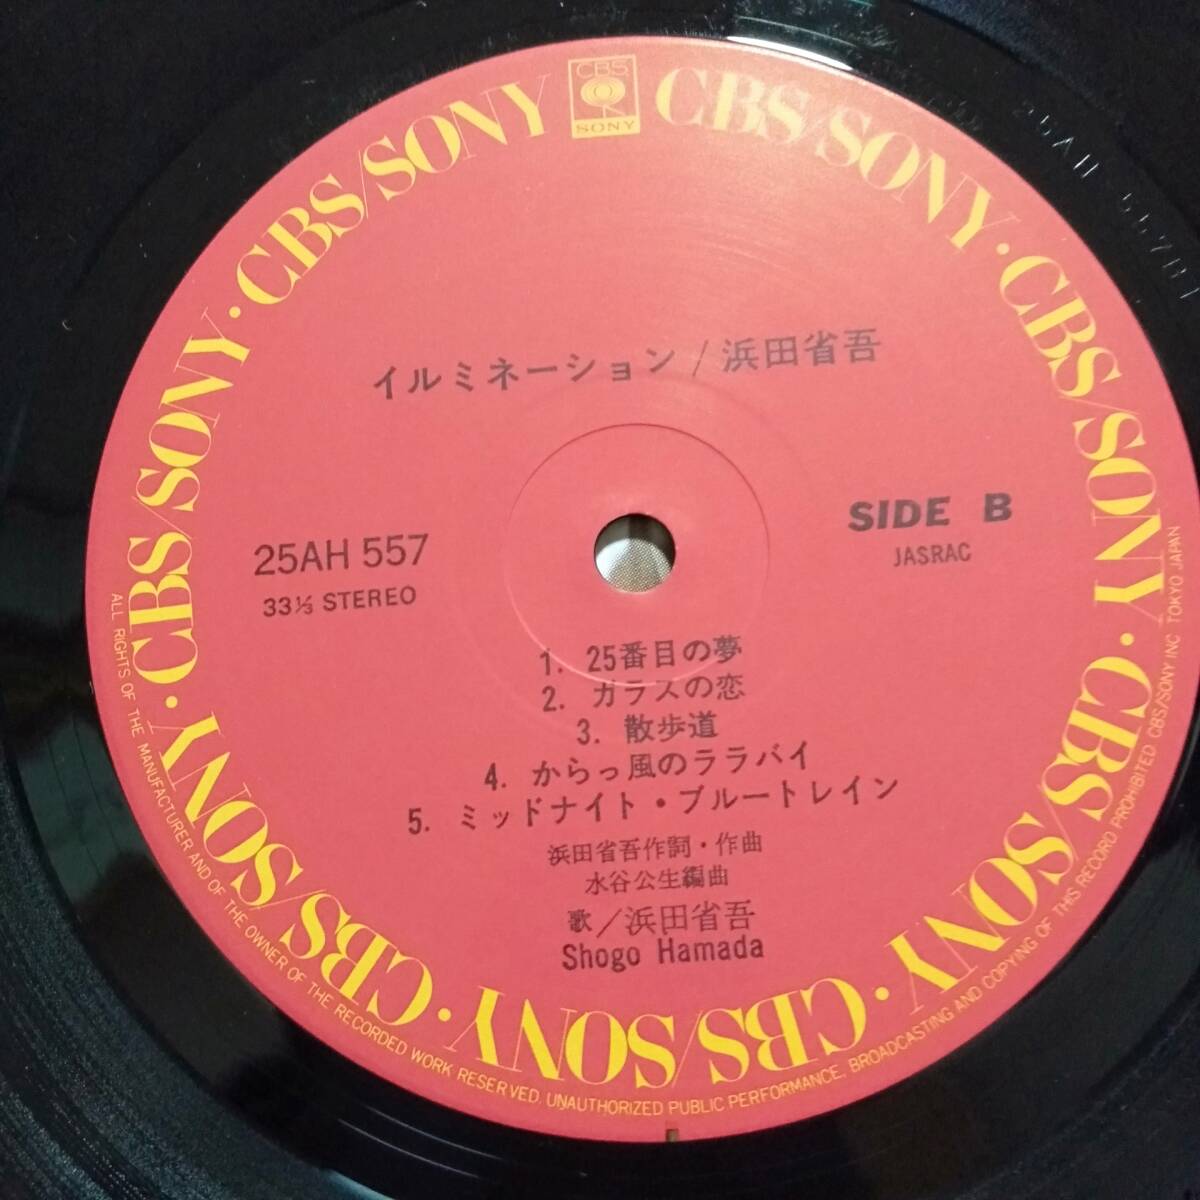 CBS
SONY
CBS/SONY · CBS/SONY · CBS/SONY · CBS/SONY · CBS/SONY · CBS/SONY · CBS/SONY · CBS/SONY · CBS/SONY
イルミネーション / 浜田省吾
SIDE B
JASRAC
25AH 557
33⅓ STEREO
1. 25番目の夢
2. ガラスの恋
3. 散歩道
4. からっ風のララバイ
5. ミッドナイト・ブルートレイン
浜田省吾作詞・作曲
水谷公生編曲
歌／浜田省吾
Shogo Hamada
ALL RIGHTS OF THE MANUFACTURER AND OF THE OWNER OF THE RECORDED WORK RESERVED. UNAUTHORIZED PUBLIC PERFORMANCE, BROADCASTING AND COPYING OF THIS RECORD PROHIBITED CBS/SONY INC TOKYO JAPAN
25AH 557B1